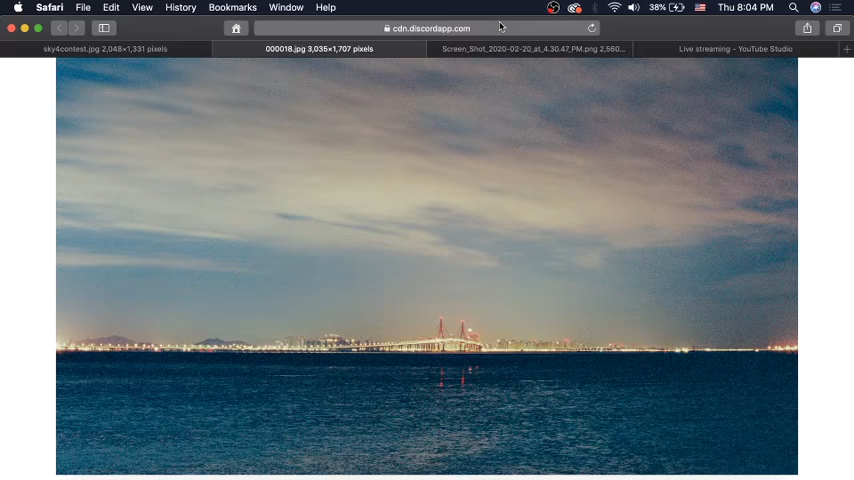 Safari File Edit View History Bookmarks Window Help 38% Thu 8:04 PM
cdn.discordapp.com
sky4contest.jpg 2,048×1,331 pixels 000018.jpg 3,035×1,707 pixels Screen_Shot_2020-02-20_at_4.30.47_PM.png 2,560... Live streaming - YouTube Studio